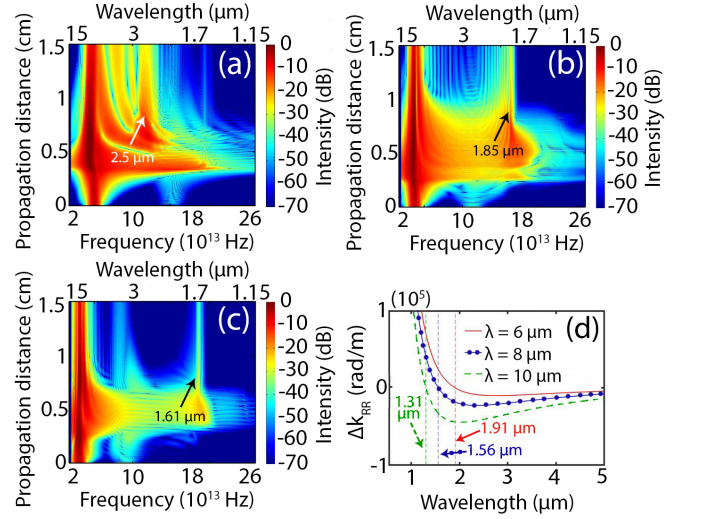 Wavelength (μm)
15 3 1.7 1.15
Propagation distance (cm)
1.5
1
0.5
0
(a)
2.5 μm
2 10 18 26
Frequency (10¹³ Hz)
0
-10
-20
-30
-40
-50
-60
-70
Intensity (dB)
Wavelength (μm)
15 3 1.7 1.15
Propagation distance (cm)
1.5
1
0.5
0
(b)
1.85 μm
2 10 18 26
Frequency (10¹³ Hz)
0
-10
-20
-30
-40
-50
-60
-70
Intensity (dB)
Wavelength (μm)
15 3 1.7 1.15
Propagation distance (cm)
1.5
1
0.5
0
(c)
1.61 μm
2 10 18 26
Frequency (10¹³ Hz)
0
-10
-20
-30
-40
-50
-60
-70
Intensity (dB)
(10⁵)
1
0
-1
Δk_RR (rad/m)
(d)
λ = 6 μm
λ = 8 μm
λ = 10 μm
1.31
μm
1.91 μm
1.56 μm
1 2 3 4 5
Wavelength (μm)